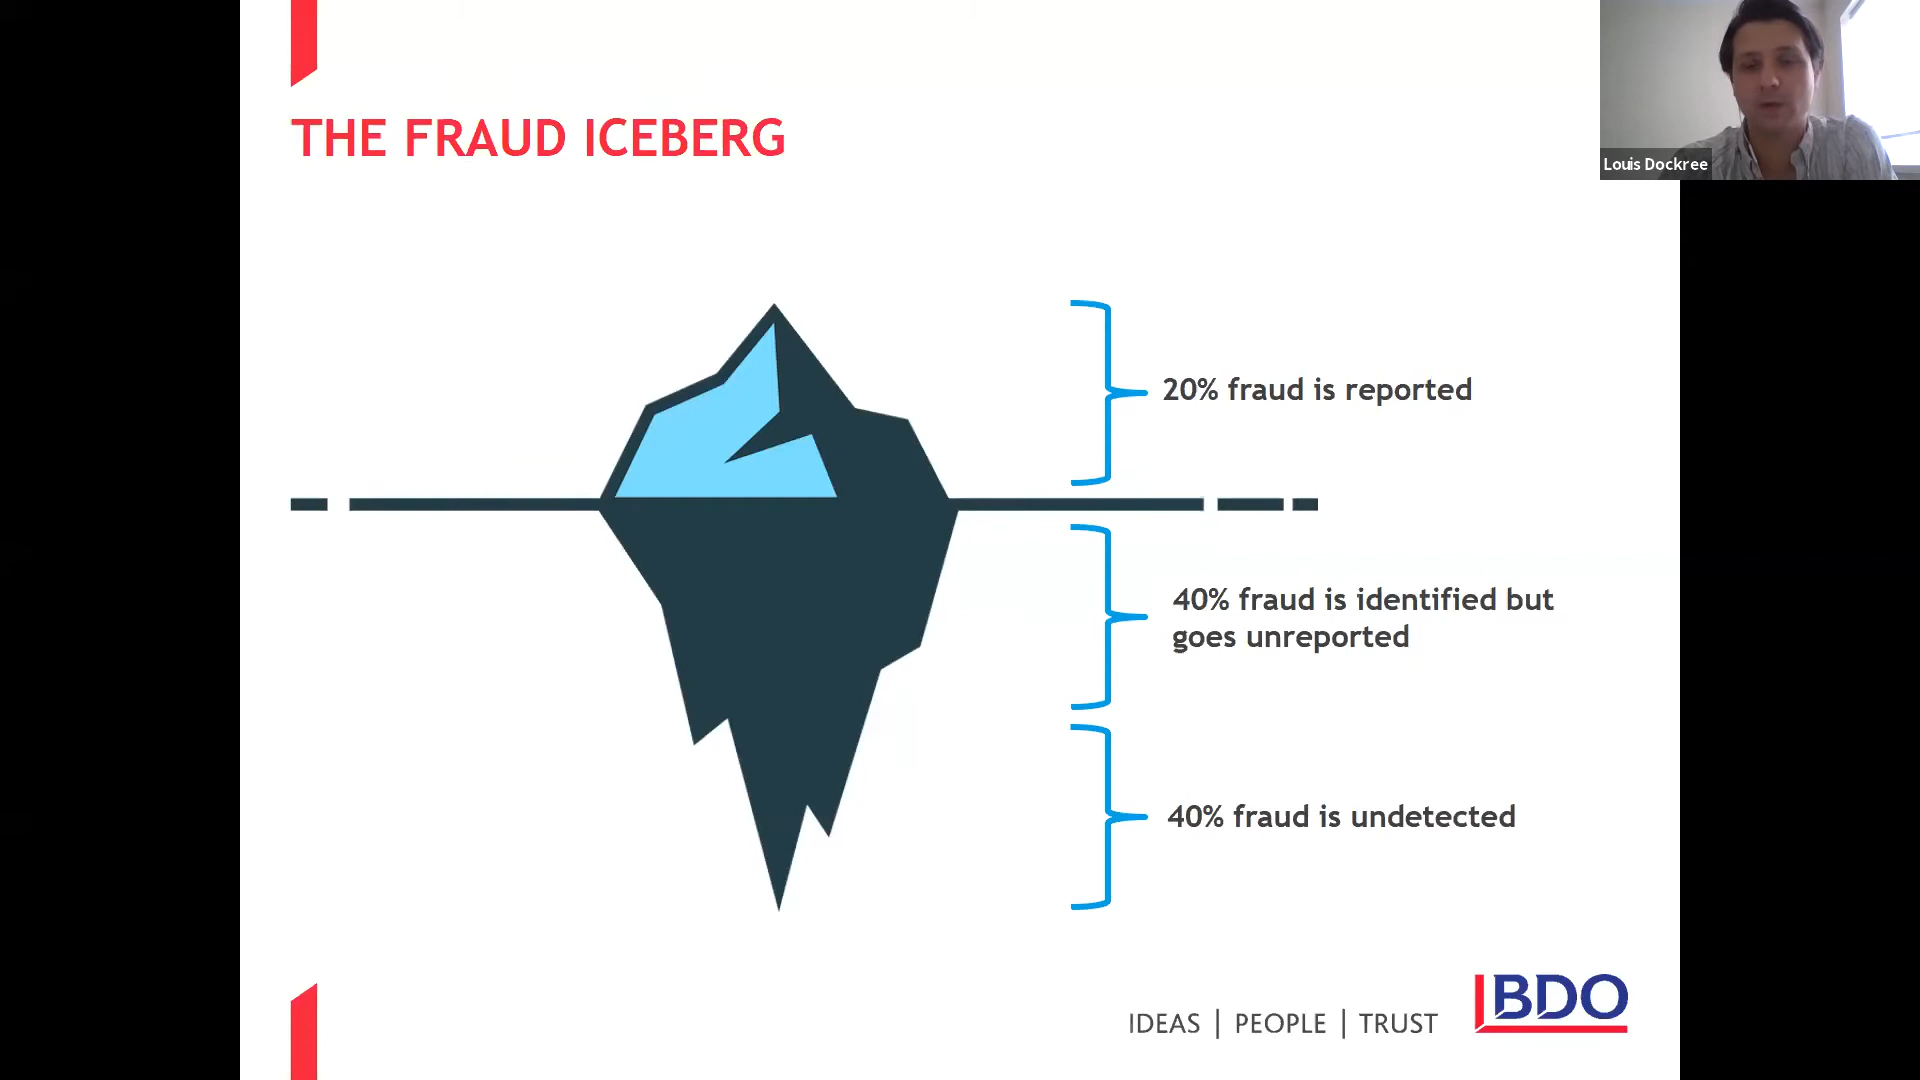 THE FRAUD ICEBERG
Louis Dockree
20% fraud is reported
40% fraud is identified but
goes unreported
40% fraud is undetected
IDEAS | PEOPLE | TRUST
BDO